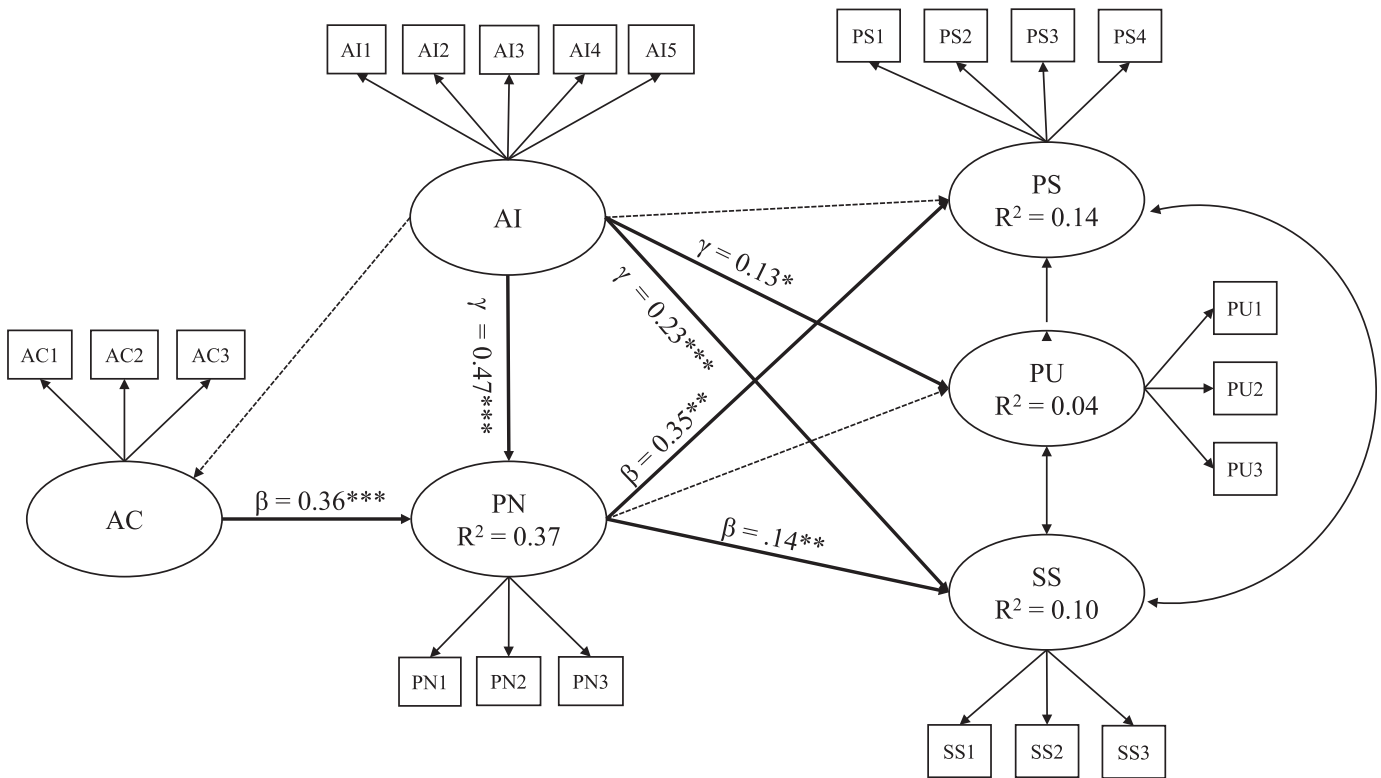 AI1
AI2
AI3
AI4
AI5
PS1
PS2
PS3
PS4
AI
PS
R² = 0.14
γ = 0.13*
γ = 0.23***
γ = 0.47***
PU1
PU2
PU3
PU
R² = 0.04
AC1
AC2
AC3
β = 0.35**
AC
β = 0.36***
PN
R² = 0.37
β = .14**
SS
R² = 0.10
PN1
PN2
PN3
SS1
SS2
SS3